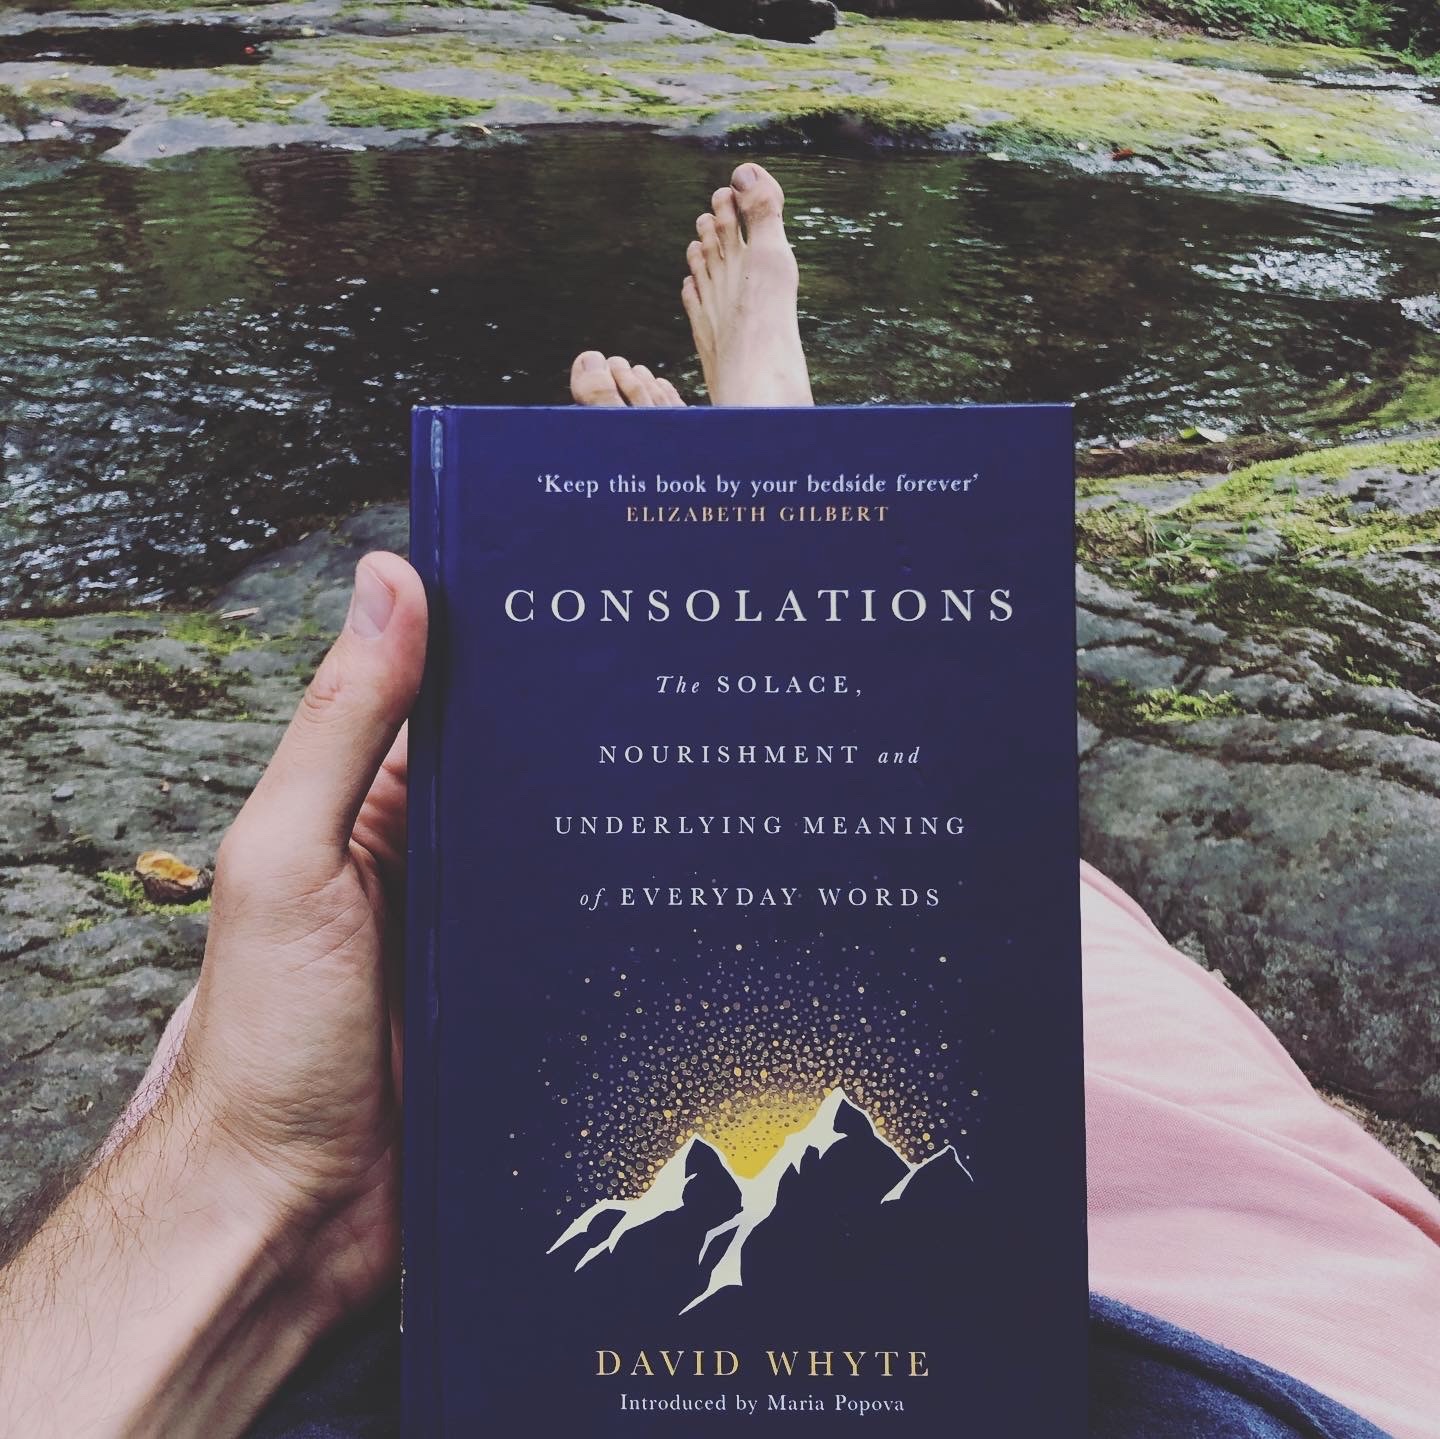 ‘Keep this book by your bedside forever’
ELIZABETH GILBERT
CONSOLATIONS
The SOLACE,
NOURISHMENT and
UNDERLYING MEANING
of EVERYDAY WORDS
DAVID WHYTE
Introduced by Maria Popova